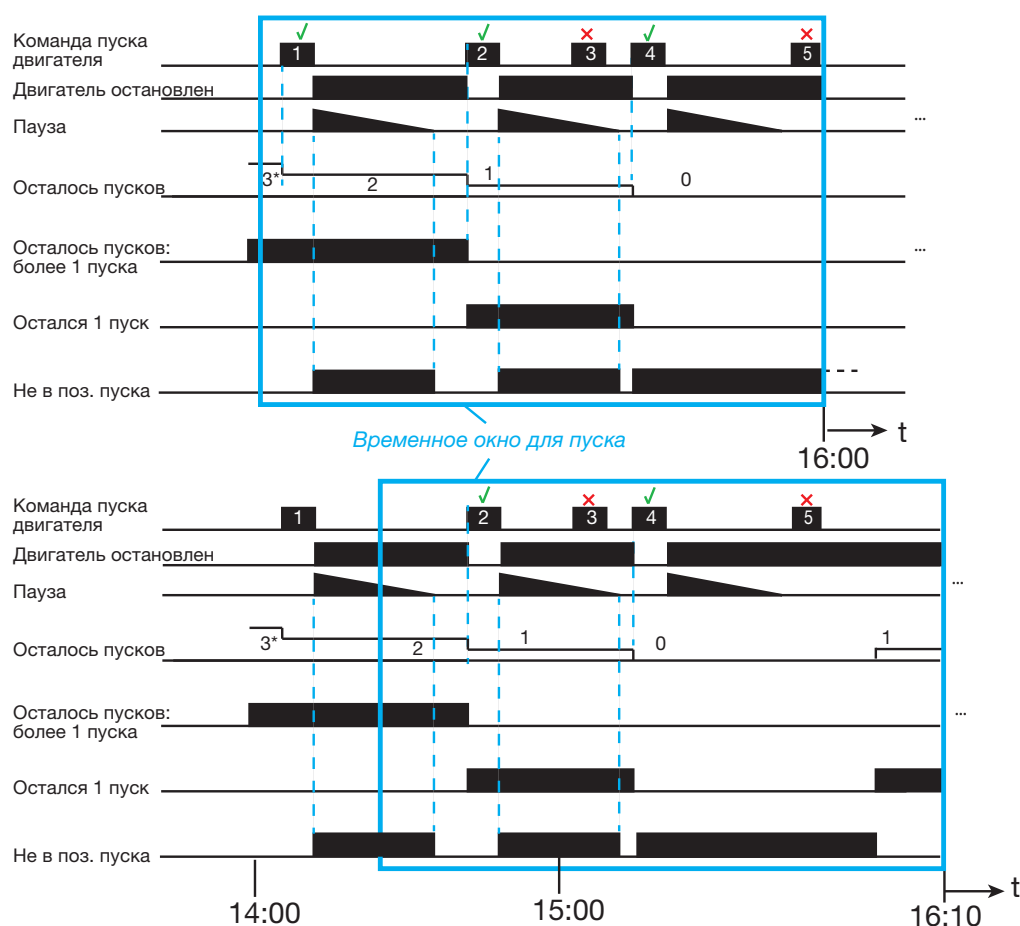 Команда пуска
двигателя
1 2 3 4 5
Двигатель остановлен
Пауза
...
Осталось пусков
3* 2 1 0
Осталось пусков:
более 1 пуска
...
Остался 1 пуск
Не в поз. пуска
t
16:00
Временное окно для пуска
Команда пуска
двигателя
1 2 3 4 5
Двигатель остановлен
Пауза
...
Осталось пусков
3* 2 1 0 1
Осталось пусков:
более 1 пуска
...
Остался 1 пуск
Не в поз. пуска
t
14:00 15:00 16:10